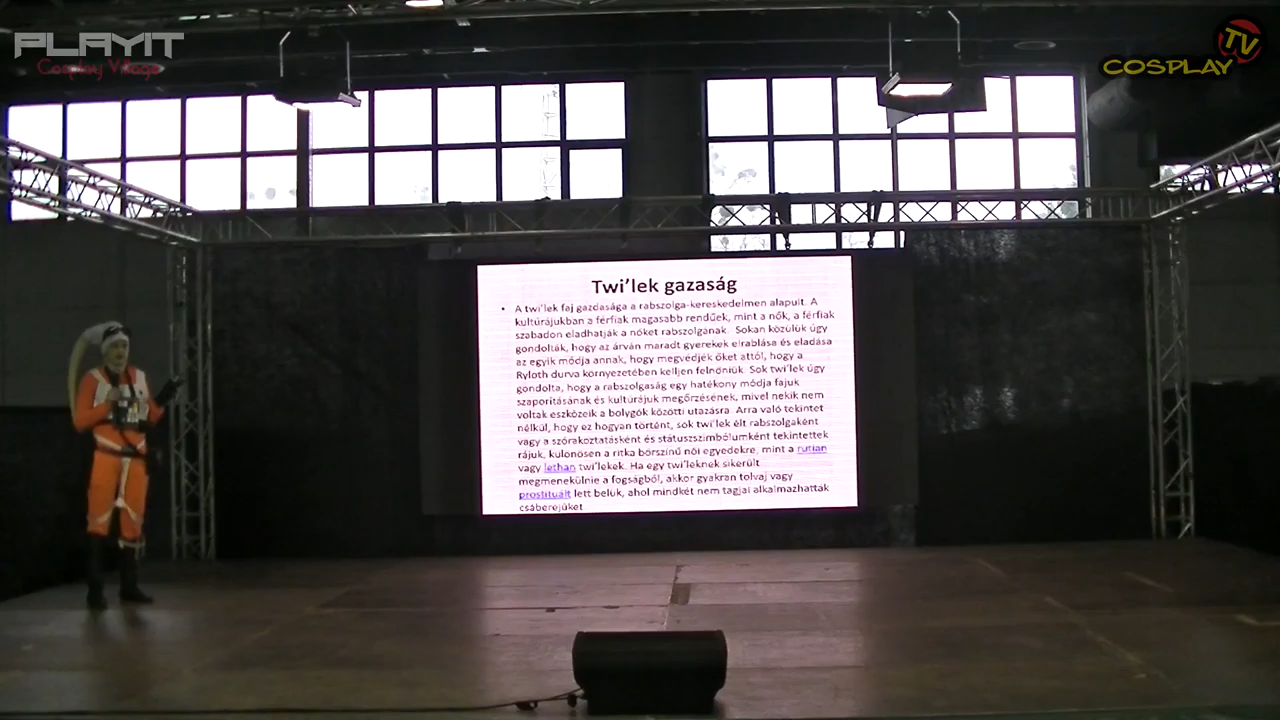 PLAYIT
Cosplay Village
COSPLAY TV
Twi'lek gazaság
• A twi'lek faj gazdasága a rabszolga-kereskedelmen alapult. A
kultúrájukban a férfiak magasabb rendűek, mint a nők, a férfiak
szabadon eladhatják a nőket rabszolgának. Sokan közülük úgy
gondolták, hogy az árván maradt gyerekek elrablása és eladása
az egyik módja annak, hogy megvédjék őket attól, hogy a
Ryloth durva környezetében kelljen felnőniük. Sok twi'lek úgy
gondolta, hogy a rabszolgaság egy hatékony módja fajuk
szaporításának és kultúrájuk megőrzésének, mivel nekik nem
voltak eszközeik a bolygók közötti utazásra. Arra való tekintet
nélkül, hogy ez hogyan történt, sok twi'lek élt rabszolgaként
vagy a szórakoztatásként és státuszszimbólumként tekintettek
rájuk, különösen a ritka bőrszínű női egyedekre, mint a rutian
vagy lethan twi'lekek. Ha egy twi'leknek sikerült
megmenekülnie a fogságból, akkor gyakran tolvaj vagy
prostituált lett belük, ahol mindkét nem tagjai alkalmazhatták
csáberejüket